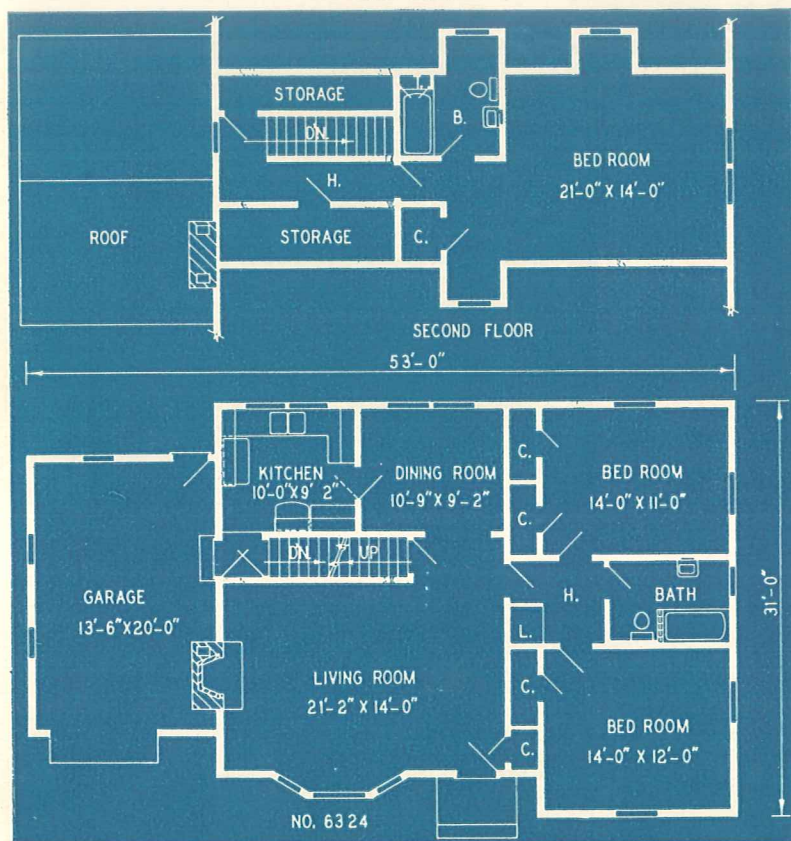 STORAGE
DN.
B.
BED ROOM
21'-0" X 14'-0"
H.
ROOF
STORAGE
C.
SECOND FLOOR
53'-0"
KITCHEN
10'-0"X9' 2"
DINING ROOM
10'-9"X9'-2"
C.
BED ROOM
14'-0" X 11'-0"
C.
DN.
UP
GARAGE
13'-6"X20'-0"
H.
BATH
31'-0"
L.
LIVING ROOM
21'-2" X 14'-0"
C.
BED ROOM
14'-0" X 12'-0"
C.
NO. 6324